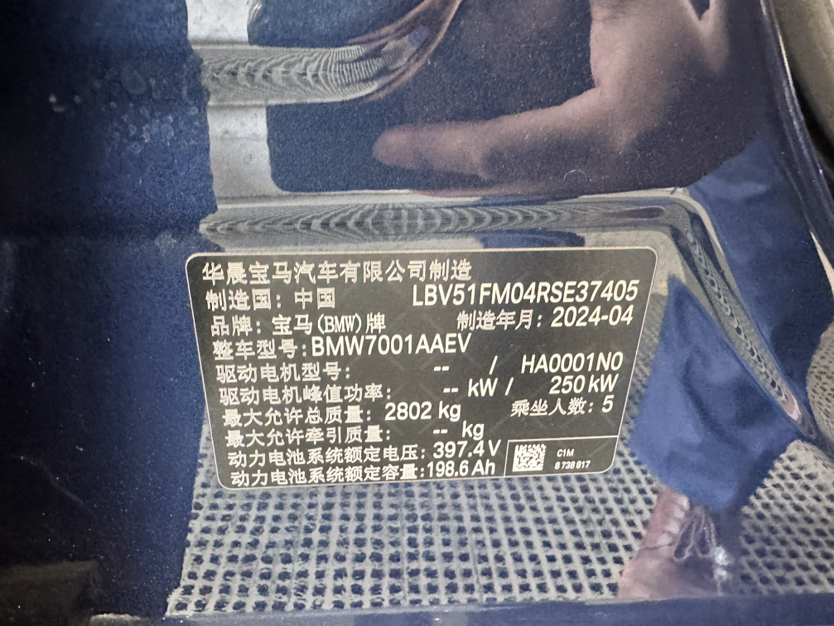 华晨宝马汽车有限公司制造
制造国：中国 LBV51FM04RSE37405
品牌：宝马(BMW)牌 制造年月：2024-04
整车型号：BMW7001AAEV
驱动电机型号： -- / HA0001N0
驱动电机峰值功率： -- kW / 250 kW
最大允许总质量： 2802 kg 乘坐人数：5
最大允许牵引质量： -- kg
动力电池系统额定电压：397.4 V
动力电池系统额定容量：198.6 Ah
C1M
8 738 817